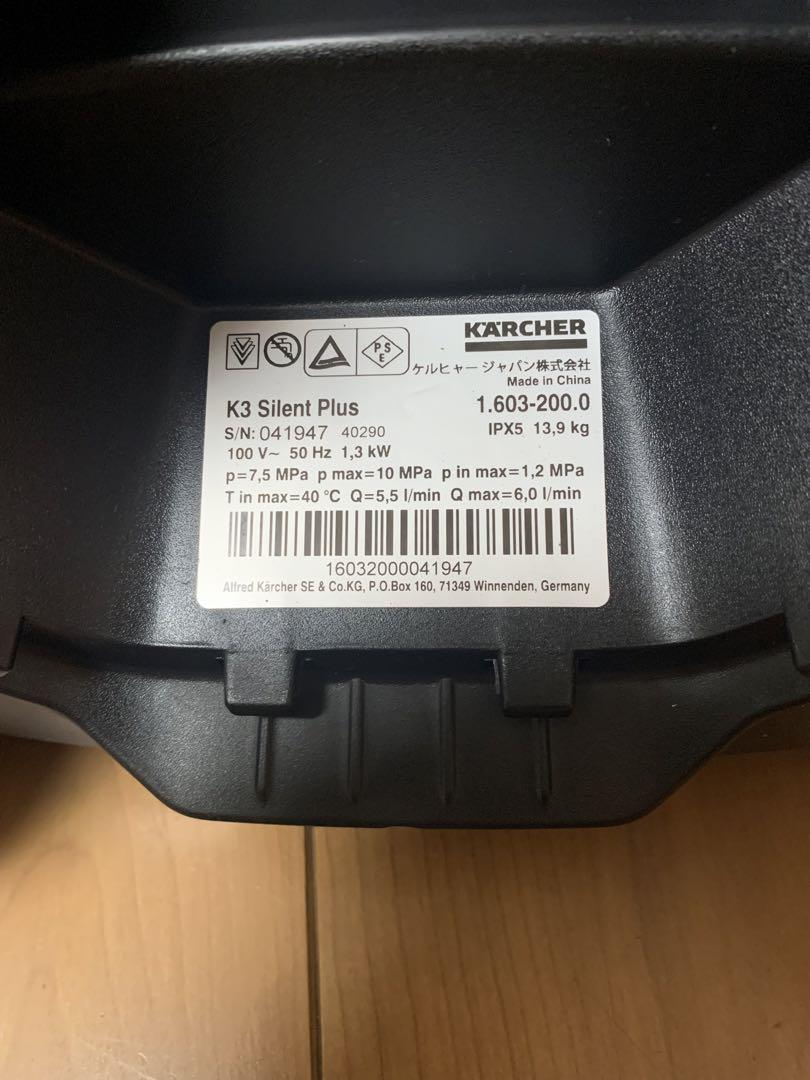 P S E
KÄRCHER
ケルヒャー ジャパン株式会社
Made in China
K3 Silent Plus 1.603-200.0
S/N: 041947 40290 IPX5 13,9 kg
100 V~ 50 Hz 1,3 kW
p=7,5 MPa p max=10 MPa p in max=1,2 MPa
T in max=40 °C Q=5,5 l/min Q max=6,0 l/min
16032000041947
Alfred Kärcher SE & Co.KG, P.O.Box 160, 71349 Winnenden, Germany